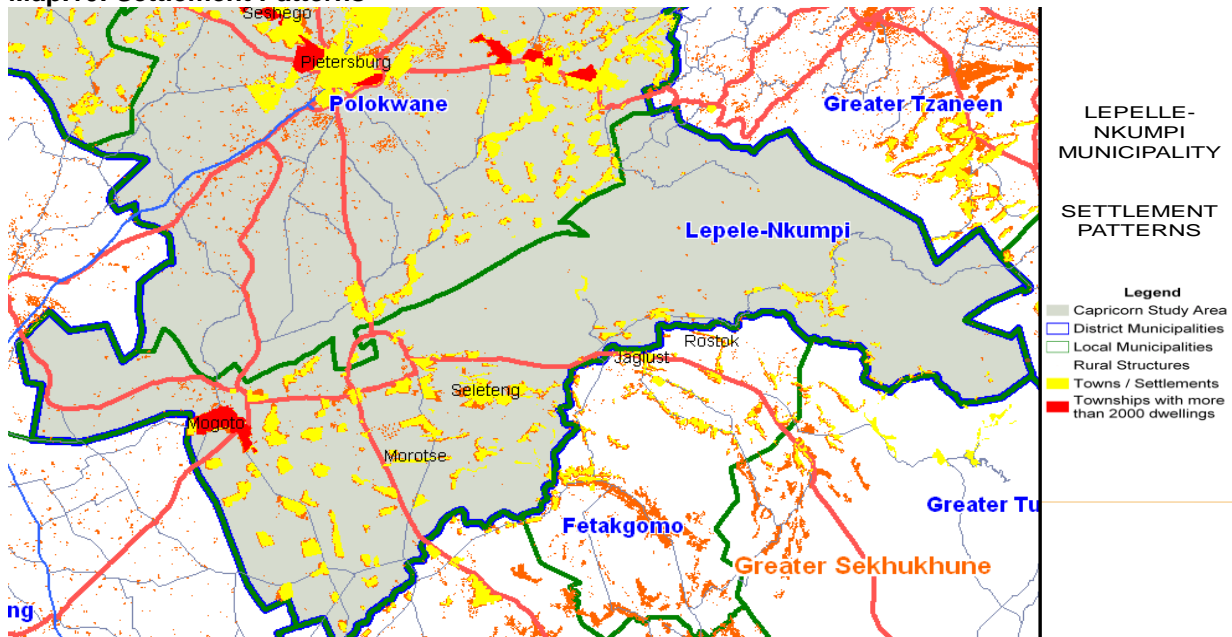 Seshego
Pietersburg
Polokwane
Greater Tzaneen
Lepele-Nkumpi
Rostok
Jaglust
Seleteng
Mogoto
Morotse
Fetakgomo
Greater Tu
Greater Sekhukhune
ng
LEPELLE-
NKUMPI
MUNICIPALITY
SETTLEMENT
PATTERNS
Legend
Capricorn Study Area
District Municipalities
Local Municipalities
Rural Structures
Towns / Settlements
Townships with more
than 2000 dwellings